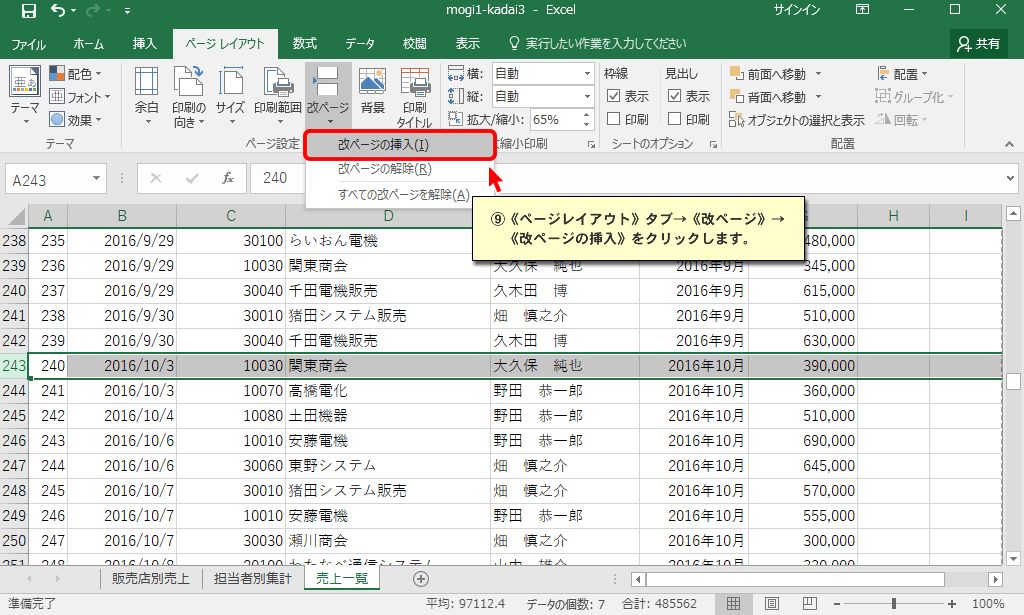 mogi1-kadai3 - Excel
サインイン
ファイル ホーム 挿入 ページ レイアウト 数式 データ 校閲 表示 実行したい作業を入力してください 共有
配色 横: 自動 枠線 見出し 前面へ移動 配置
フォント 縦: 自動 表示 表示 背面へ移動 グループ化
効果 拡大/縮小: 65% 印刷 印刷 オブジェクトの選択と表示 回転
テーマ 余白 印刷の向き サイズ 印刷範囲 改ページ 背景 印刷タイトル
テーマ ページ設定 縮小印刷 シートのオプション 配置
改ページの挿入(I)
改ページの解除(R)
すべての改ページを解除(A)
A243 fx 240
⑨《ページレイアウト》タブ→《改ページ》→
《改ページの挿入》をクリックします。
A B C D H I
238 235 2016/9/29 30100 らいおん電機 480,000
239 236 2016/9/29 10030 関東商会 大久保 純也 2016年9月 345,000
240 237 2016/9/29 30040 千田電機販売 久木田 博 2016年9月 615,000
241 238 2016/9/30 30010 猪田システム販売 畑 慎之介 2016年9月 510,000
242 239 2016/9/30 30040 千田電機販売 久木田 博 2016年9月 630,000
243 240 2016/10/3 10030 関東商会 大久保 純也 2016年10月 390,000
244 241 2016/10/3 10070 高橋電化 野田 恭一郎 2016年10月 360,000
245 242 2016/10/4 10080 土田機器 野田 恭一郎 2016年10月 510,000
246 243 2016/10/6 10010 安藤電機 野田 恭一郎 2016年10月 690,000
247 244 2016/10/6 30060 東野システム 畑 慎之介 2016年10月 645,000
248 245 2016/10/7 30010 猪田システム販売 畑 慎之介 2016年10月 570,000
249 246 2016/10/7 10010 安藤電機 野田 恭一郎 2016年10月 555,000
250 247 2016/10/7 30030 瀬川商会 畑 慎之介 2016年10月 300,000
販売店別売上 担当者別集計 売上一覧
準備完了 平均: 97112.4 データの個数: 7 合計: 485562 100%